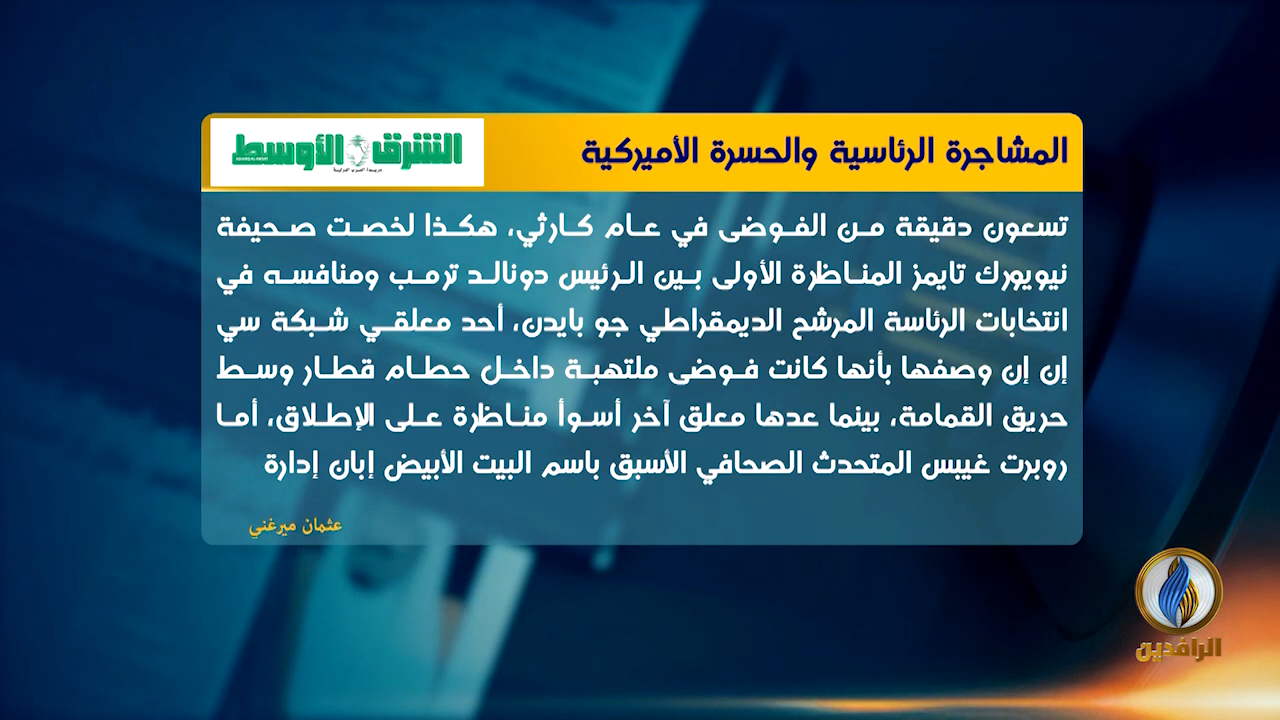 المشاجرة الرئاسية والحسرة الأميركية
الشرق الأوسط
جريدة العرب الدولية
تسعون دقيقة من الفوضى في عام كارثي، هكذا لخصت صحيفة
نيويورك تايمز المناظرة الأولى بين الرئيس دونالد ترمب ومنافسه في
انتخابات الرئاسة المرشح الديمقراطي جو بايدن، أحد معلقي شبكة سي
إن إن وصفها بأنها كانت فوضى ملتهبة داخل حطام قطار وسط
حريق القمامة، بينما عدها معلق آخر أسوأ مناظرة على الإطلاق، أما
روبرت غيبس المتحدث الصحافي الأسبق باسم البيت الأبيض إبان إدارة
عثمان ميرغني
الرافدين